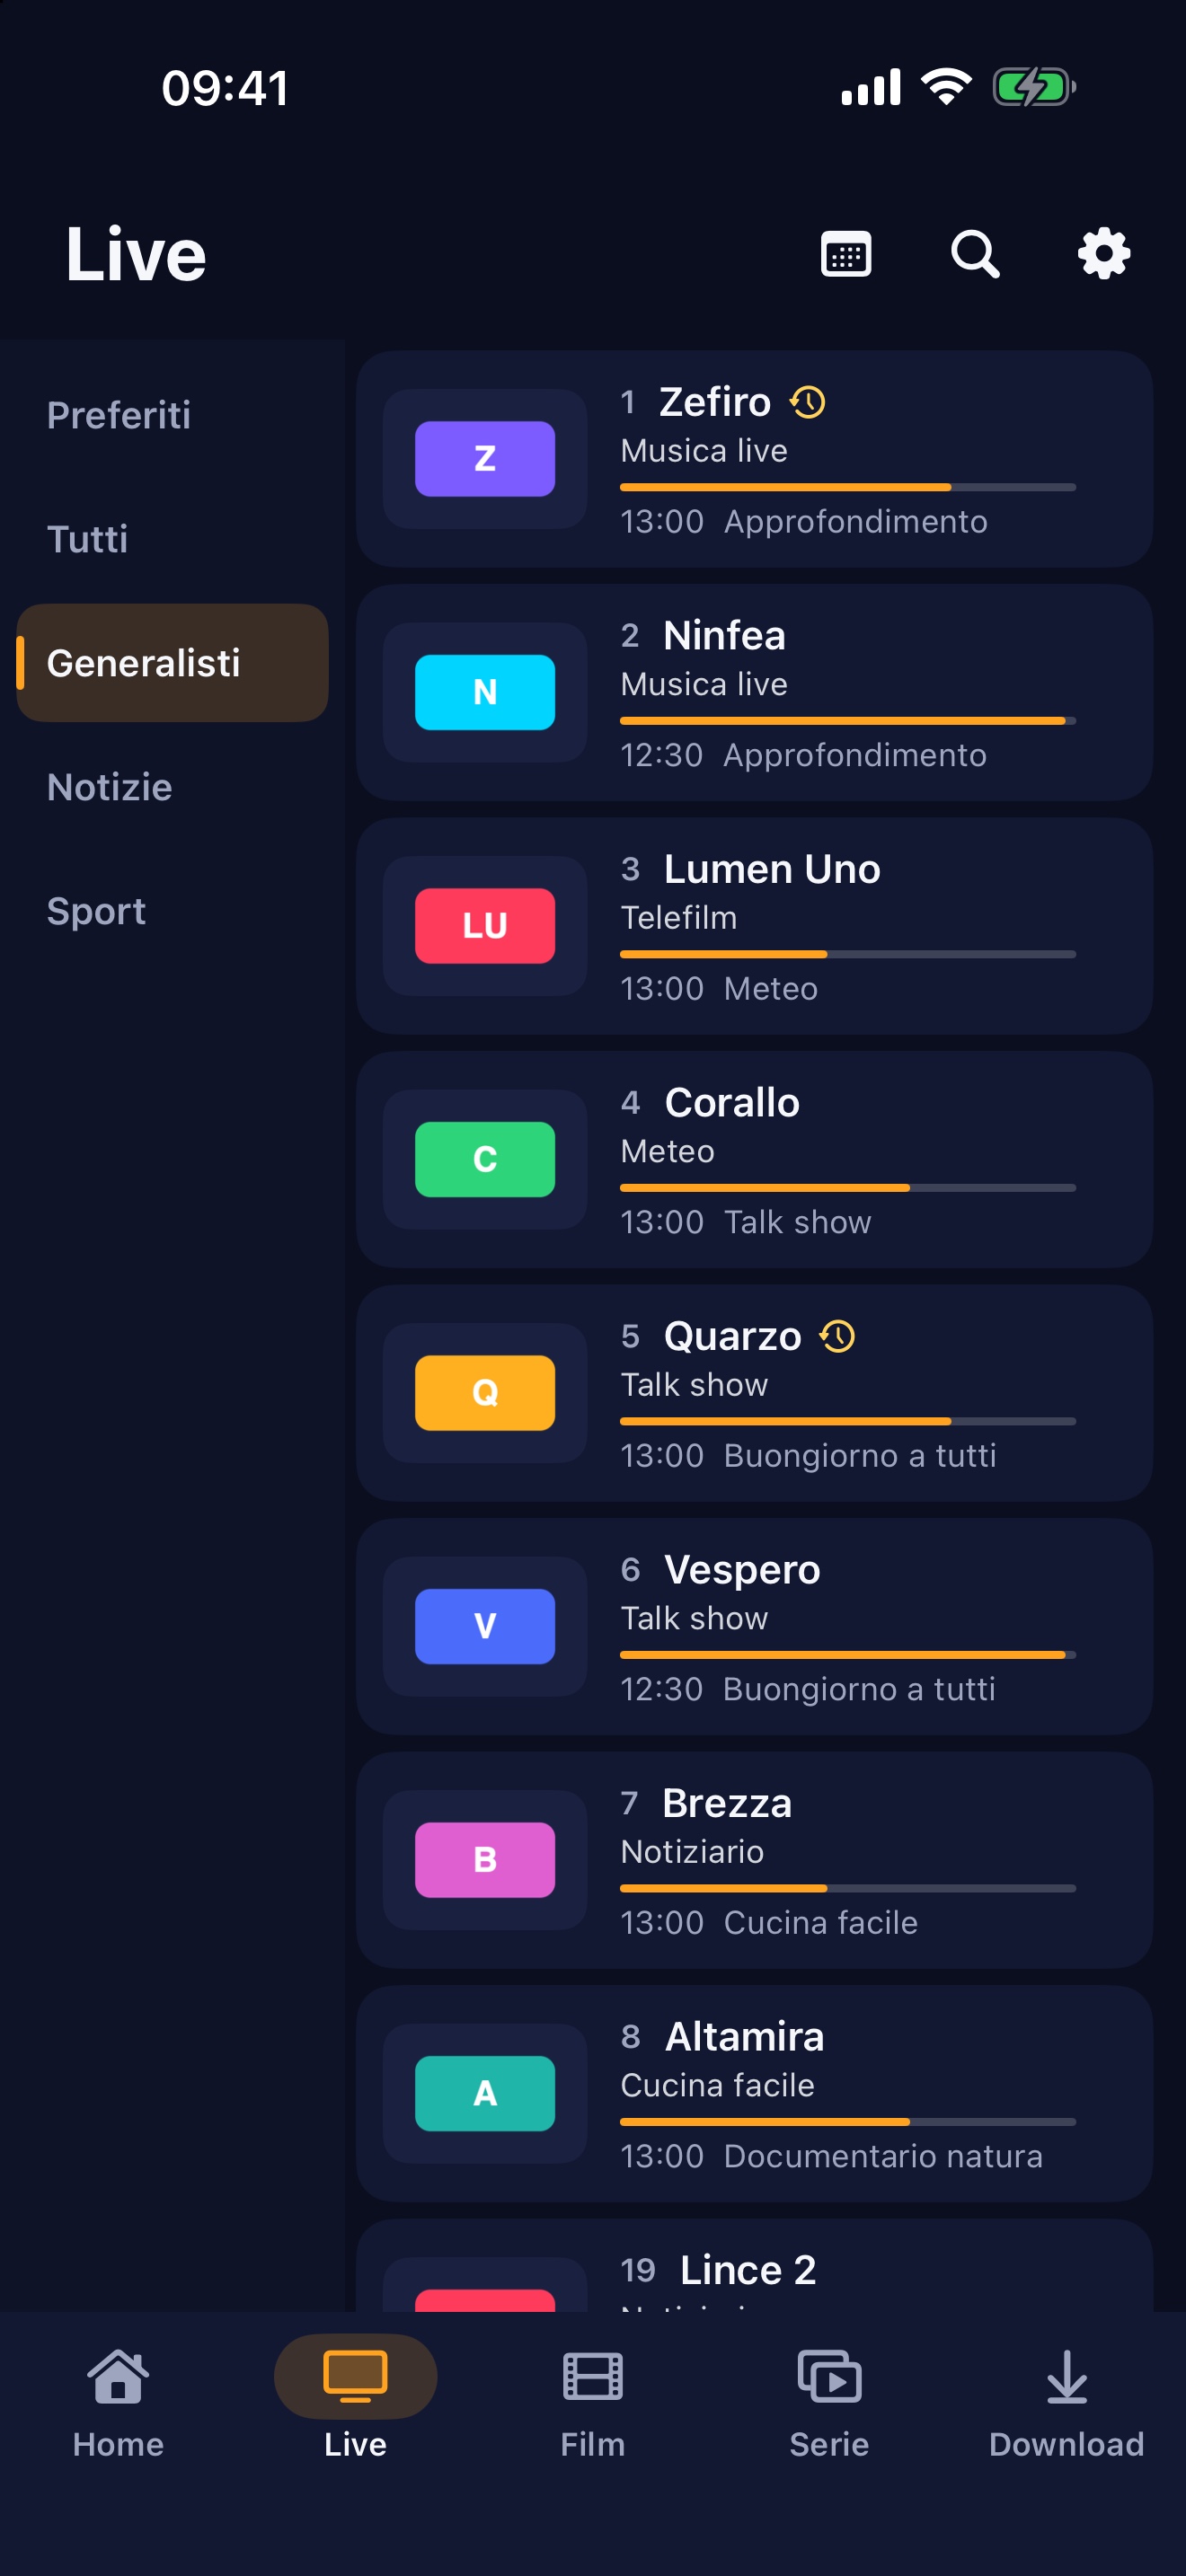 09:41
Live
Preferiti
Tutti
Generalisti
Notizie
Sport
Z
1 Zefiro
Musica live
13:00 Approfondimento
N
2 Ninfea
Musica live
12:30 Approfondimento
LU
3 Lumen Uno
Telefilm
13:00 Meteo
C
4 Corallo
Meteo
13:00 Talk show
Q
5 Quarzo
Talk show
13:00 Buongiorno a tutti
V
6 Vespero
Talk show
12:30 Buongiorno a tutti
B
7 Brezza
Notiziario
13:00 Cucina facile
A
8 Altamira
Cucina facile
13:00 Documentario natura
19 Lince 2
Home
Live
Film
Serie
Download